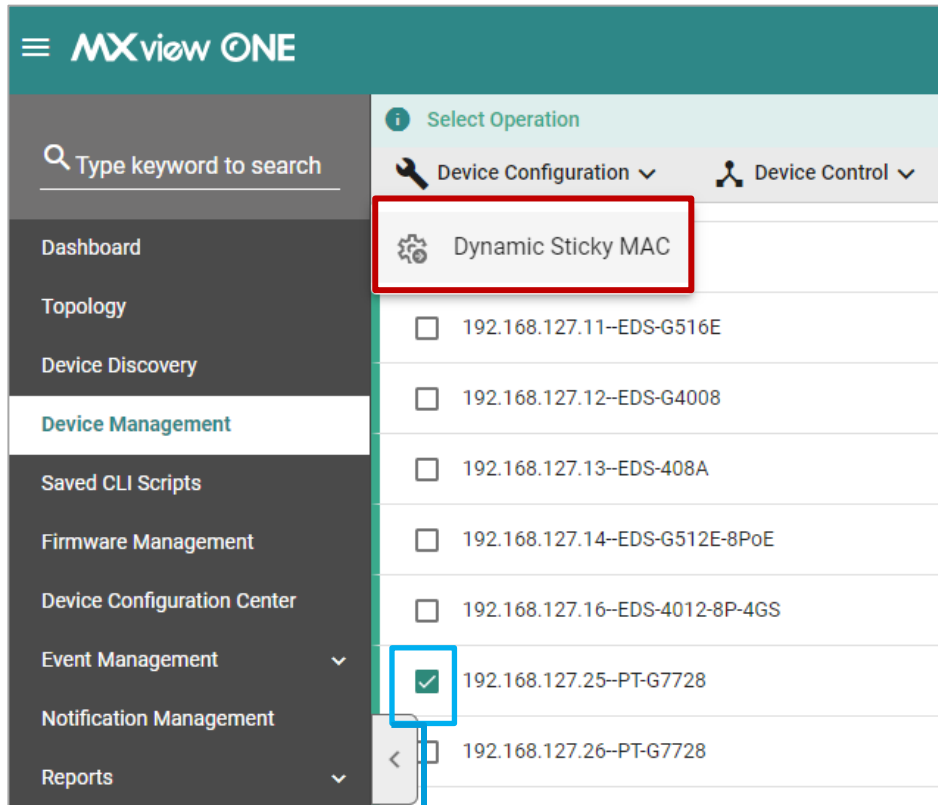 MXview ONE
Select Operation
Type keyword to search
Device Configuration
Device Control
Dynamic Sticky MAC
Dashboard
Topology
Device Discovery
Device Management
Saved CLI Scripts
Firmware Management
Device Configuration Center
Event Management
Notification Management
Reports
192.168.127.11--EDS-G516E
192.168.127.12--EDS-G4008
192.168.127.13--EDS-408A
192.168.127.14--EDS-G512E-8PoE
192.168.127.16--EDS-4012-8P-4GS
192.168.127.25--PT-G7728
192.168.127.26--PT-G7728